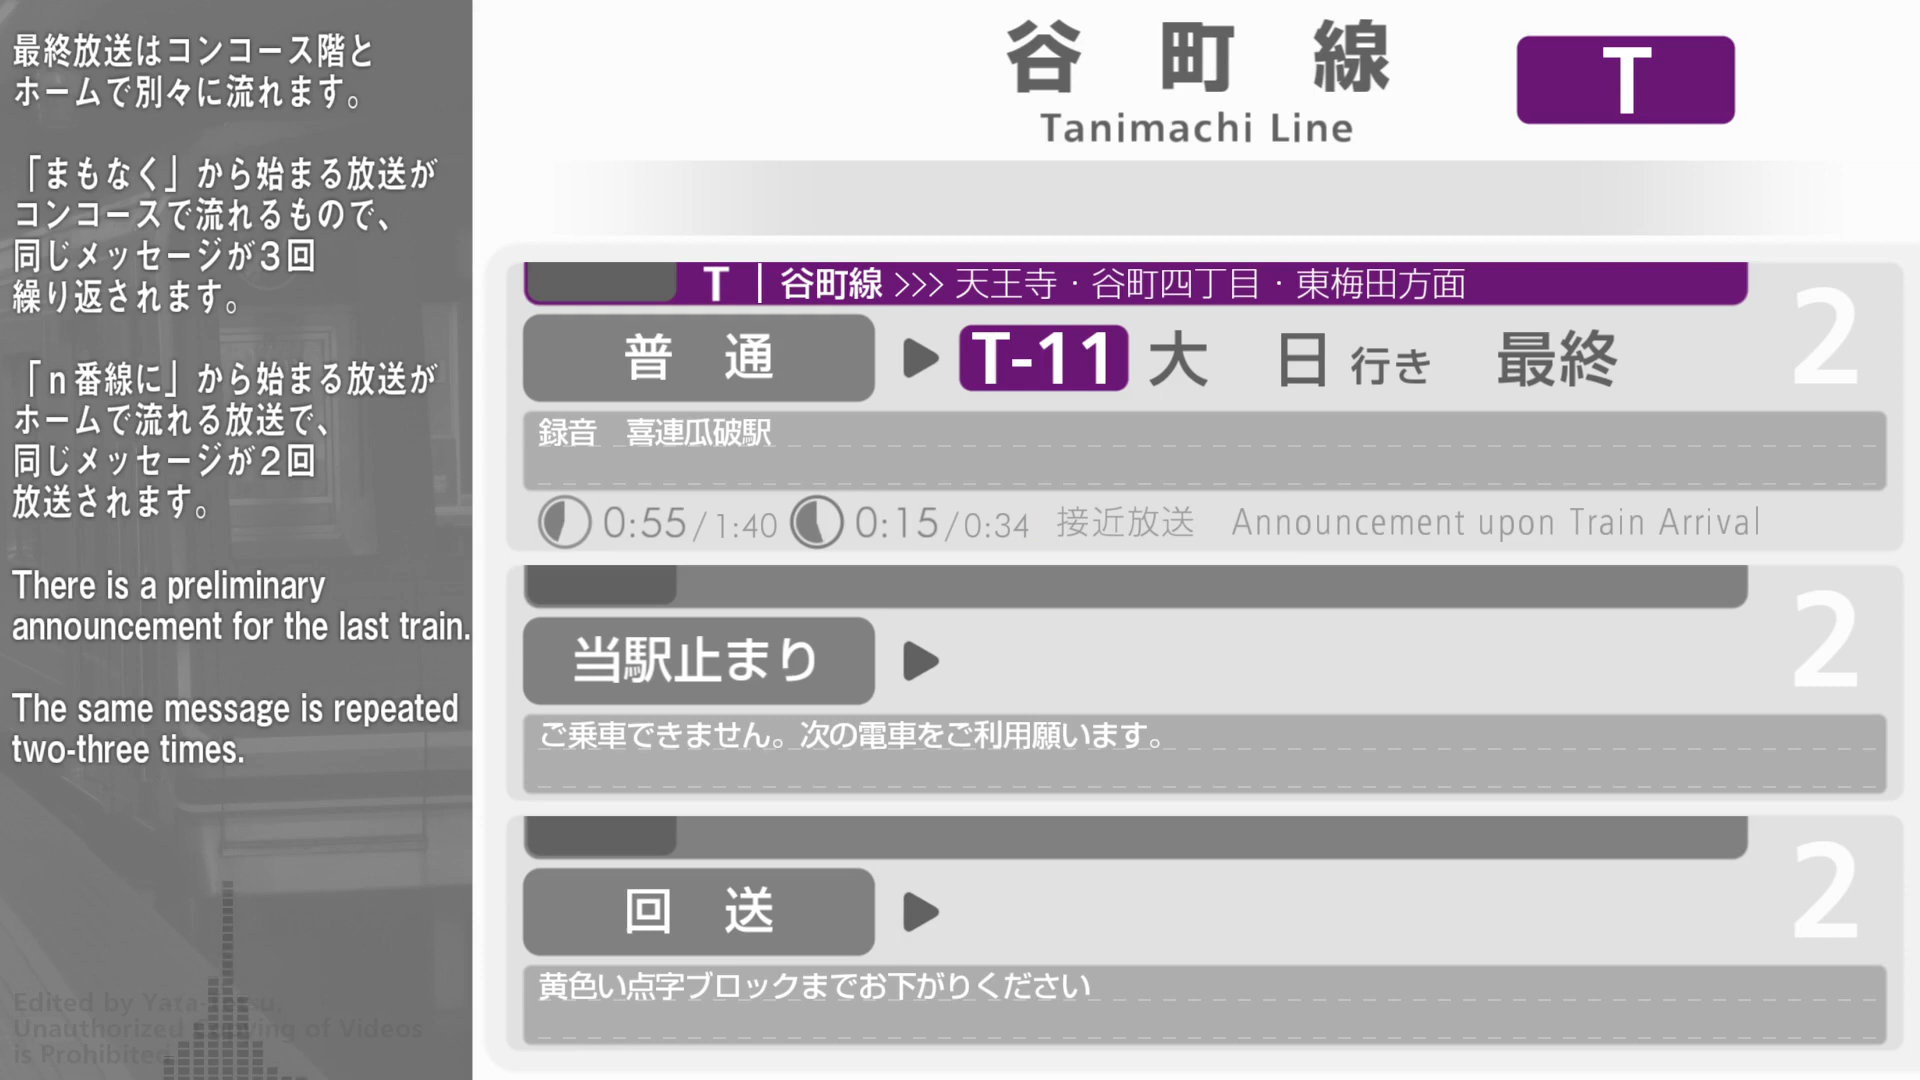 最終放送はコンコース階と
ホームで別々に流れます。
「まもなく」から始まる放送が
コンコースで流れるもので、
同じメッセージが3回
繰り返されます。
「n番線に」から始まる放送が
ホームで流れる放送で、
同じメッセージが2回
放送されます。
There is a preliminary
announcement for the last train.
The same message is repeated
two-three times.
Edited by
Unauthorized of Videos
is Prohibited
谷町線
Tanimachi Line
T
T | 谷町線 >>> 天王寺・谷町四丁目・東梅田方面
2
普通 ▶ T-11 大日行き 最終
録音 喜連瓜破駅
0:55/1:40 0:15/0:34 接近放送 Announcement upon Train Arrival
2
当駅止まり ▶
ご乗車できません。次の電車をご利用願います。
2
回送 ▶
黄色い点字ブロックまでお下がりください